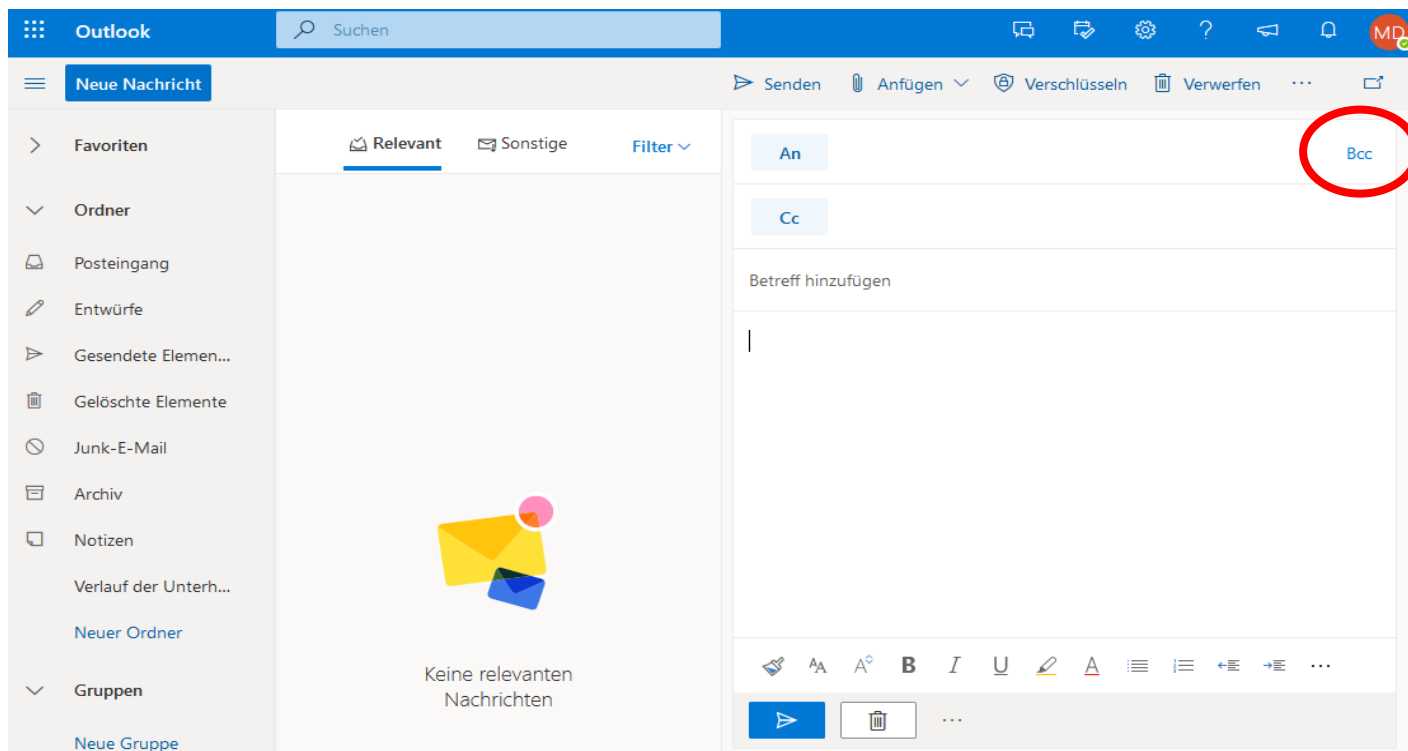 Outlook
Suchen
MD
Neue Nachricht
Senden Anfügen Verschlüsseln Verwerfen ...
Favoriten
Ordner
Posteingang
Entwürfe
Gesendete Elemen...
Gelöschte Elemente
Junk-E-Mail
Archiv
Notizen
Verlauf der Unterh...
Neuer Ordner
Gruppen
Neue Gruppe
Relevant Sonstige Filter
Keine relevanten
Nachrichten
An Bcc
Cc
Betreff hinzufügen
AA A B I U A ...
...